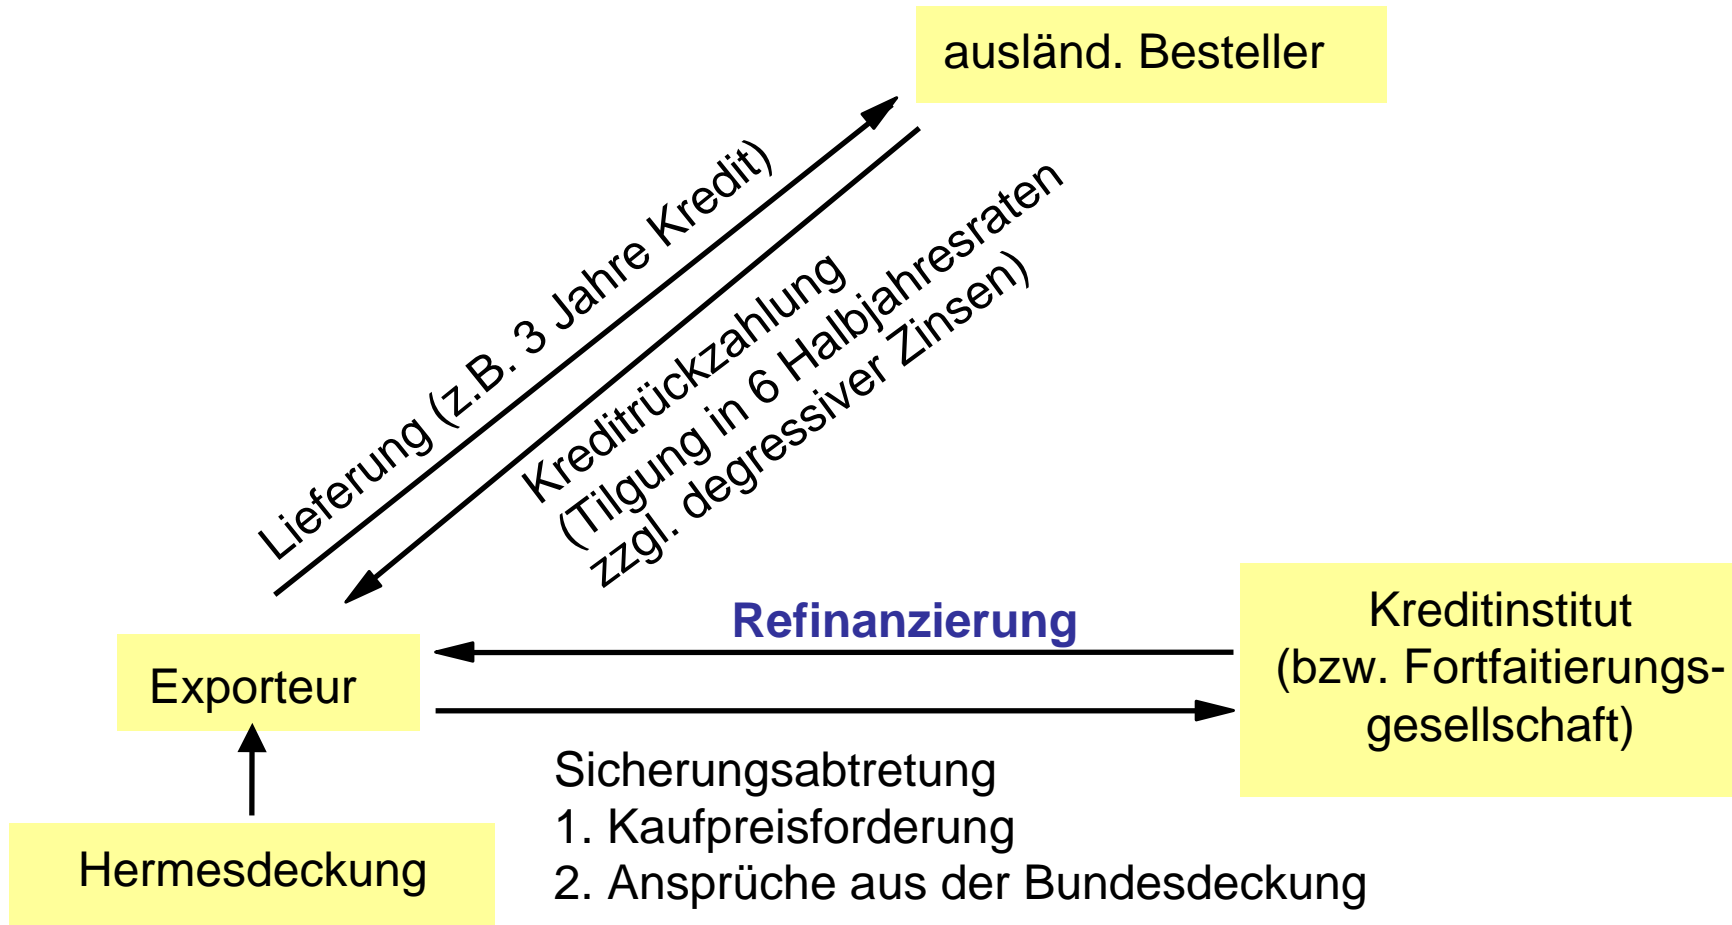 ausländ. Besteller
Lieferung (z.B. 3 Jahre Kredit)
Kreditrückzahlung
(Tilgung in 6 Halbjahresraten
zzgl. degressiver Zinsen)
Refinanzierung
Kreditinstitut
(bzw. Fortfaitierungs-
gesellschaft)
Exporteur
Sicherungsabtretung
1. Kaufpreisforderung
2. Ansprüche aus der Bundesdeckung
Hermesdeckung